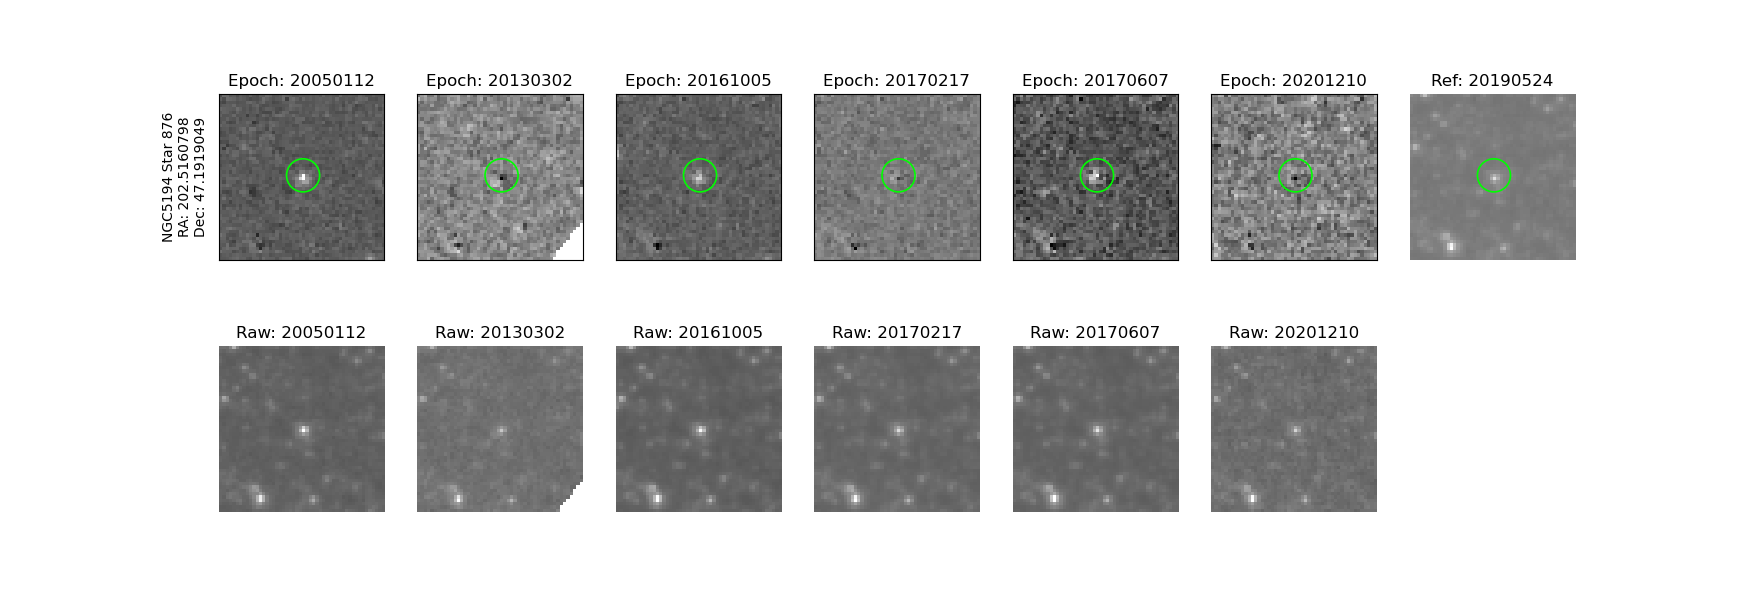 Epoch: 20050112
Epoch: 20130302
Epoch: 20161005
Epoch: 20170217
Epoch: 20170607
Epoch: 20201210
Ref: 20190524
NGC5194 Star 876
RA: 202.5160798
Dec: 47.1919049
Raw: 20050112
Raw: 20130302
Raw: 20161005
Raw: 20170217
Raw: 20170607
Raw: 20201210